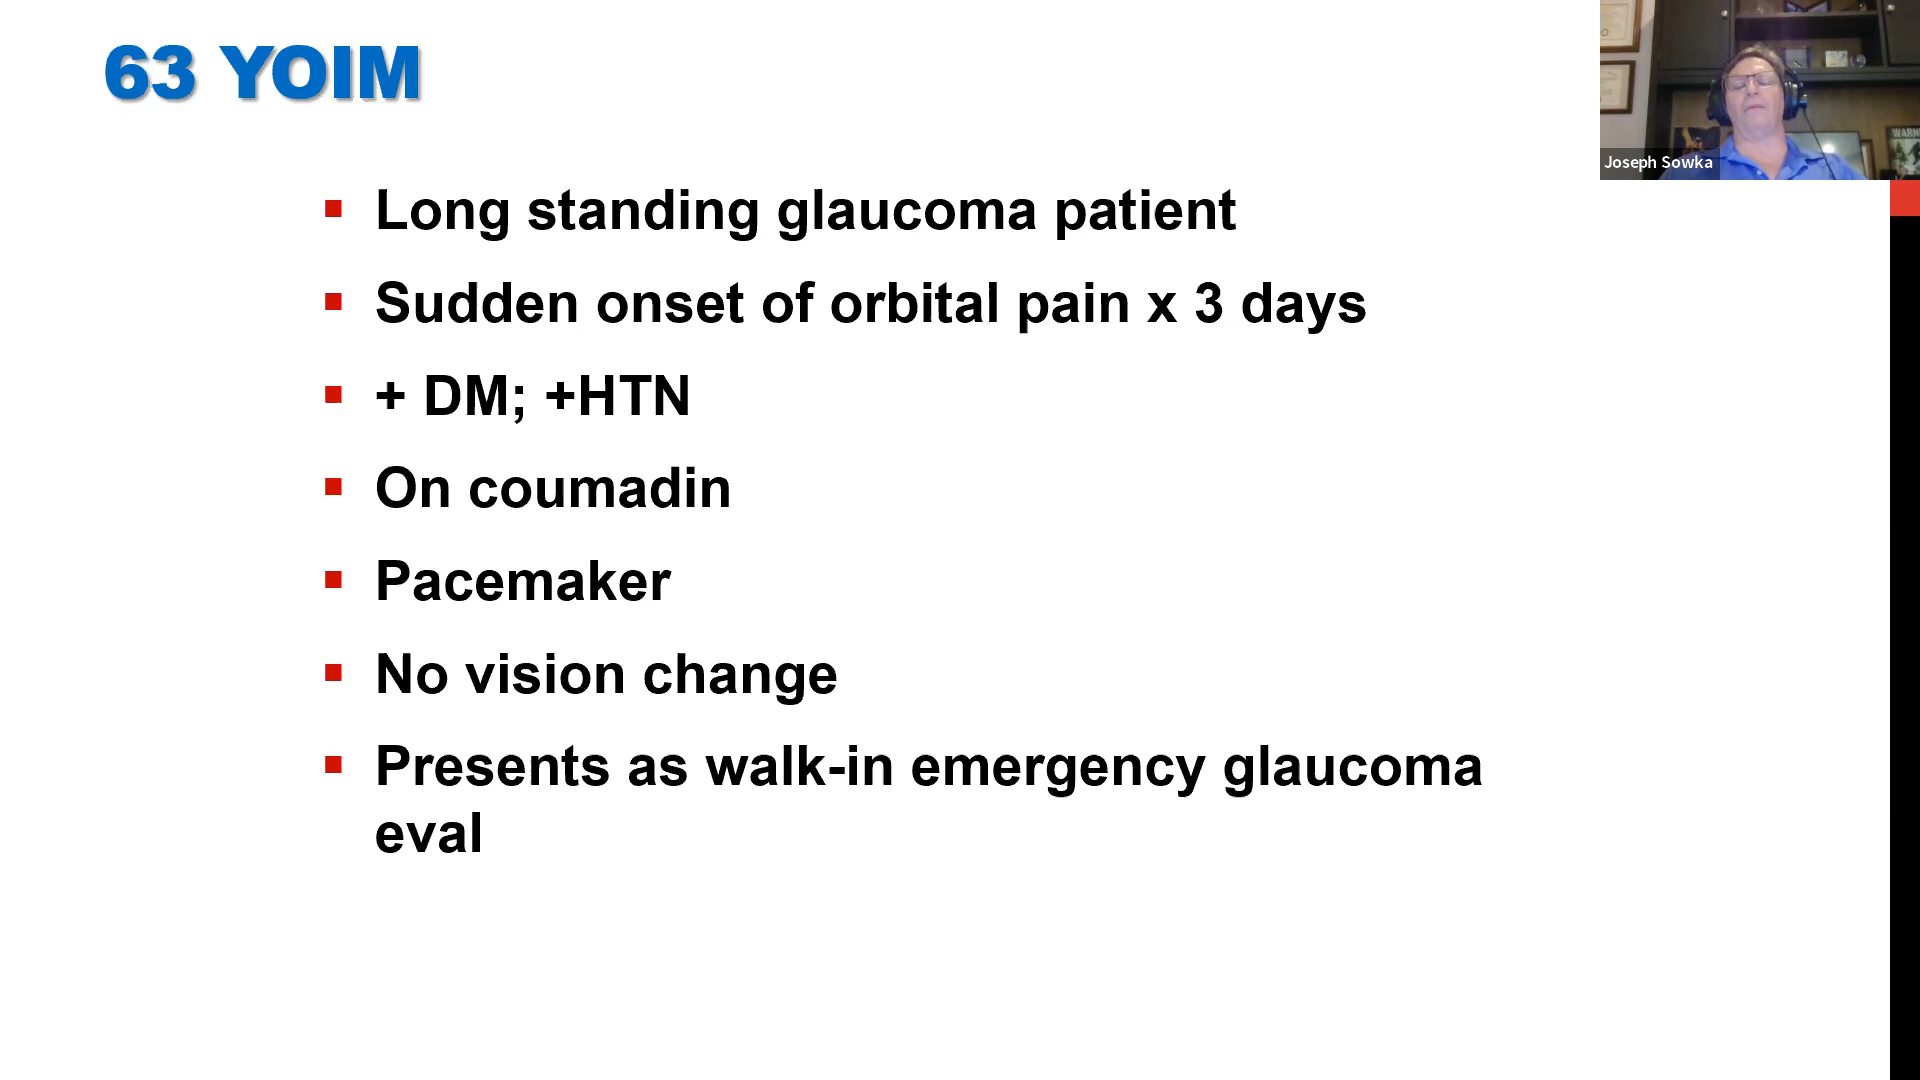 63 YOIM
Joseph Sowka
WARN
▪ Long standing glaucoma patient
▪ Sudden onset of orbital pain x 3 days
▪ + DM; +HTN
▪ On coumadin
▪ Pacemaker
▪ No vision change
▪ Presents as walk-in emergency glaucoma
eval